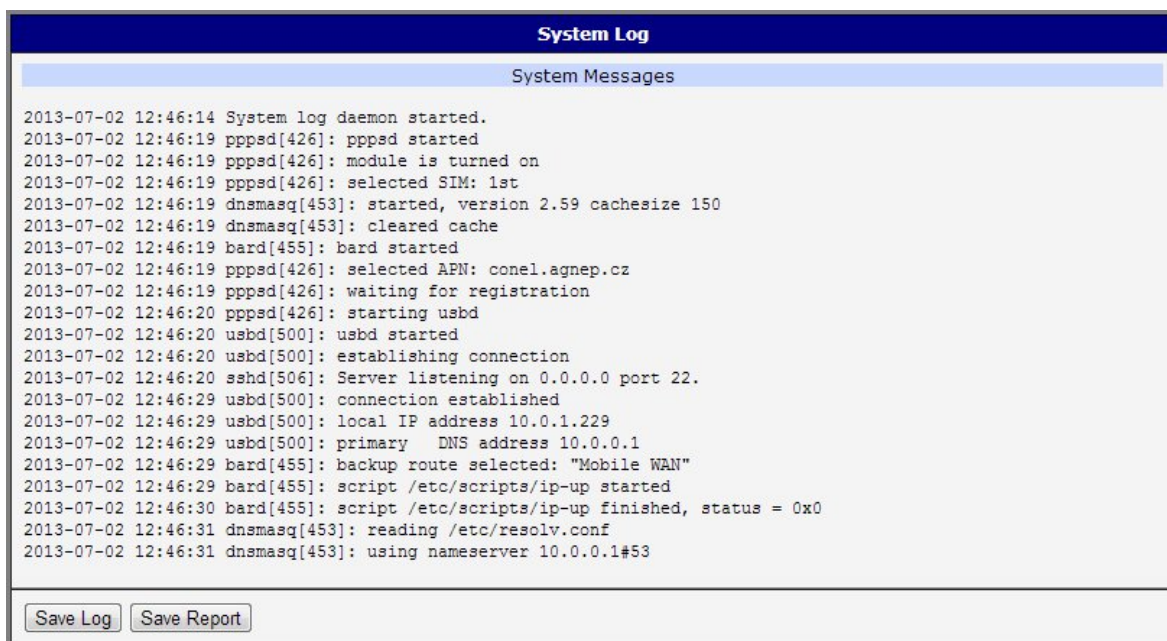 System Log
System Messages
2013-07-02 12:46:14 System log daemon started.
2013-07-02 12:46:19 pppsd[426]: pppsd started
2013-07-02 12:46:19 pppsd[426]: module is turned on
2013-07-02 12:46:19 pppsd[426]: selected SIM: 1st
2013-07-02 12:46:19 dnsmasq[453]: started, version 2.59 cachesize 150
2013-07-02 12:46:19 dnsmasq[453]: cleared cache
2013-07-02 12:46:19 bard[455]: bard started
2013-07-02 12:46:19 pppsd[426]: selected APN: conel.agnep.cz
2013-07-02 12:46:19 pppsd[426]: waiting for registration
2013-07-02 12:46:20 pppsd[426]: starting usbd
2013-07-02 12:46:20 usbd[500]: usbd started
2013-07-02 12:46:20 usbd[500]: establishing connection
2013-07-02 12:46:20 sshd[506]: Server listening on 0.0.0.0 port 22.
2013-07-02 12:46:29 usbd[500]: connection established
2013-07-02 12:46:29 usbd[500]: local IP address 10.0.1.229
2013-07-02 12:46:29 usbd[500]: primary   DNS address 10.0.0.1
2013-07-02 12:46:29 bard[455]: backup route selected: "Mobile WAN"
2013-07-02 12:46:29 bard[455]: script /etc/scripts/ip-up started
2013-07-02 12:46:30 bard[455]: script /etc/scripts/ip-up finished, status = 0x0
2013-07-02 12:46:31 dnsmasq[453]: reading /etc/resolv.conf
2013-07-02 12:46:31 dnsmasq[453]: using nameserver 10.0.0.1#53
Save Log Save Report